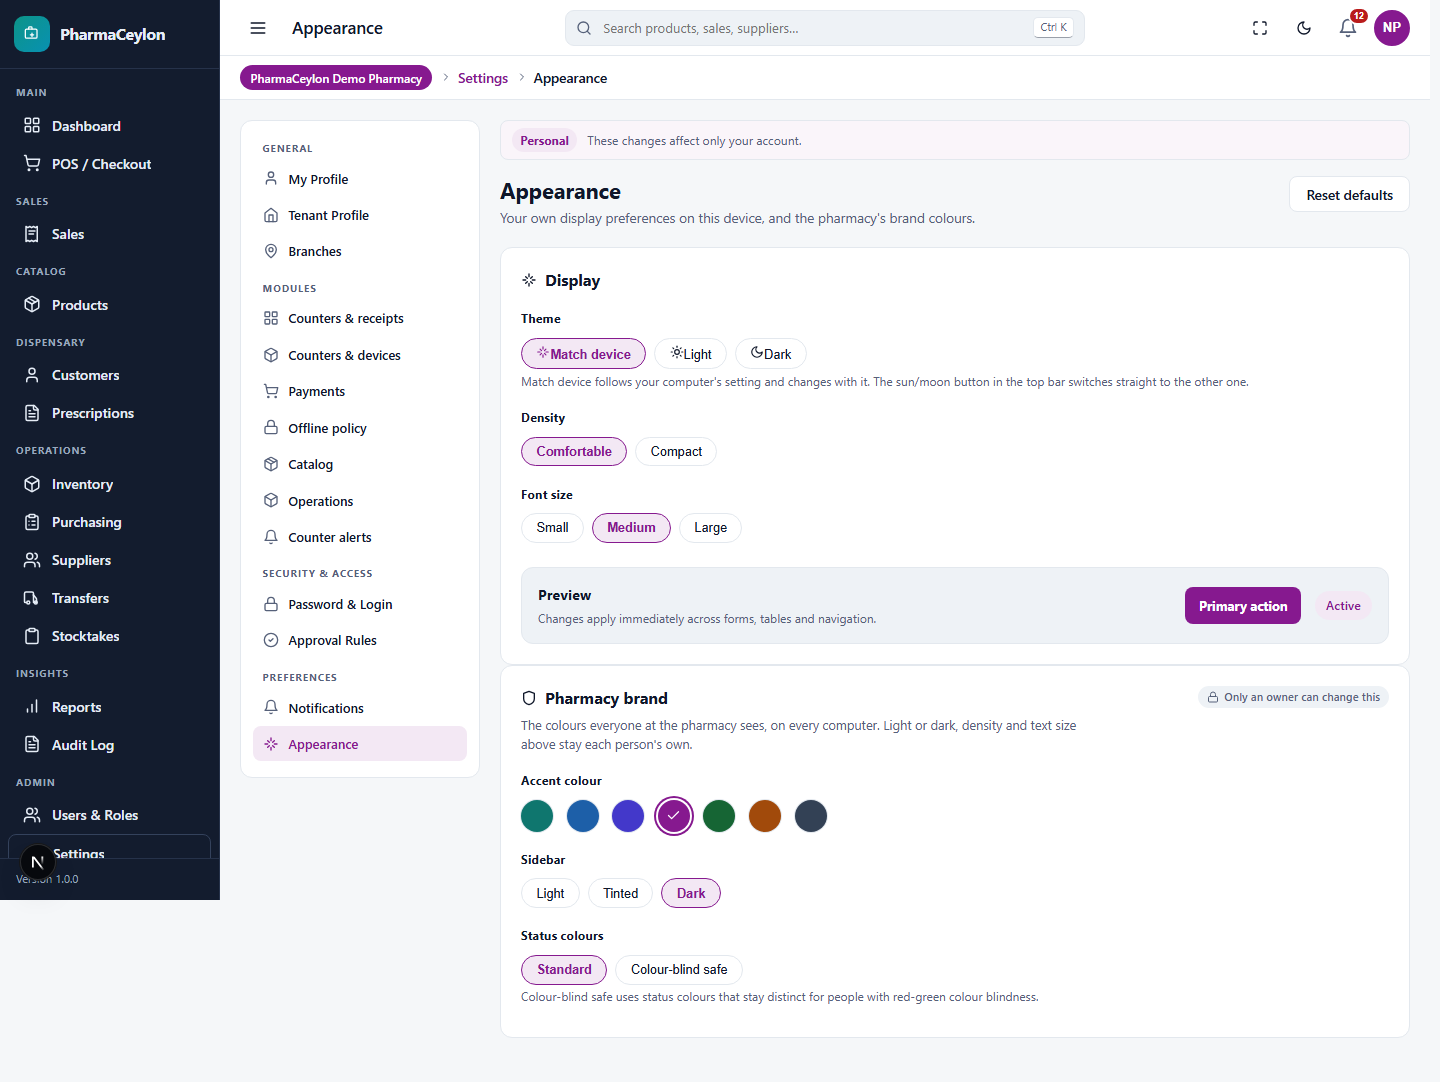 PharmaCeylon
MAIN
Dashboard
POS / Checkout
SALES
Sales
CATALOG
Products
DISPENSARY
Customers
Prescriptions
OPERATIONS
Inventory
Purchasing
Suppliers
Transfers
Stocktakes
INSIGHTS
Reports
Audit Log
ADMIN
Users & Roles
Settings
N
Version 1.0.0
Appearance
Search products, sales, suppliers...
Ctrl K
12
NP
PharmaCeylon Demo Pharmacy
Settings
Appearance
GENERAL
My Profile
Tenant Profile
Branches
MODULES
Counters & receipts
Counters & devices
Payments
Offline policy
Catalog
Operations
Counter alerts
SECURITY & ACCESS
Password & Login
Approval Rules
PREFERENCES
Notifications
Appearance
Personal These changes affect only your account.
Appearance
Reset defaults
Your own display preferences on this device, and the pharmacy's brand colours.
Display
Theme
Match device Light Dark
Match device follows your computer's setting and changes with it. The sun/moon button in the top bar switches straight to the other one.
Density
Comfortable Compact
Font size
Small Medium Large
Preview
Changes apply immediately across forms, tables and navigation.
Primary action Active
Pharmacy brand
Only an owner can change this
The colours everyone at the pharmacy sees, on every computer. Light or dark, density and text size
above stay each person's own.
Accent colour
Sidebar
Light Tinted Dark
Status colours
Standard Colour-blind safe
Colour-blind safe uses status colours that stay distinct for people with red-green colour blindness.